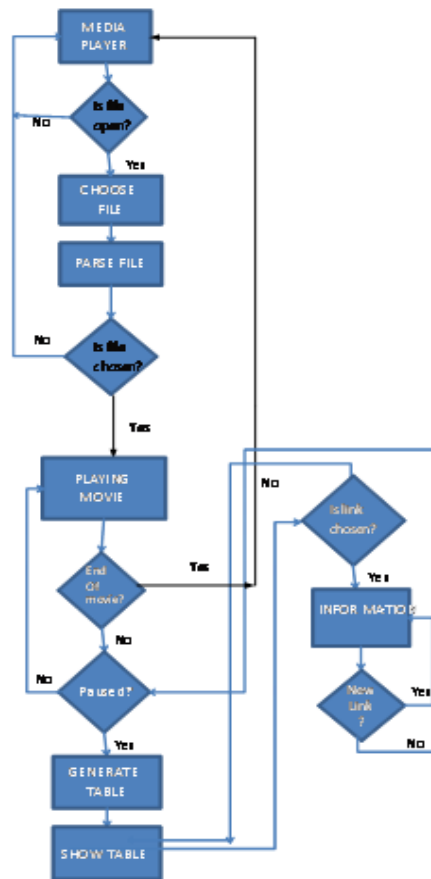 MEDIA
PLAYER
Is file
open?
No
Yes
CHOOSE
FILE
PARSE FILE
No
Is file
chosen?
Yes
PLAYING
MOVIE
No
Is link
chosen?
End
Of
movie?
Yes
Yes
INFORMATION
No
No
Paused?
New
Link
?
Yes
No
Yes
GENERATE
TABLE
SHOW TABLE